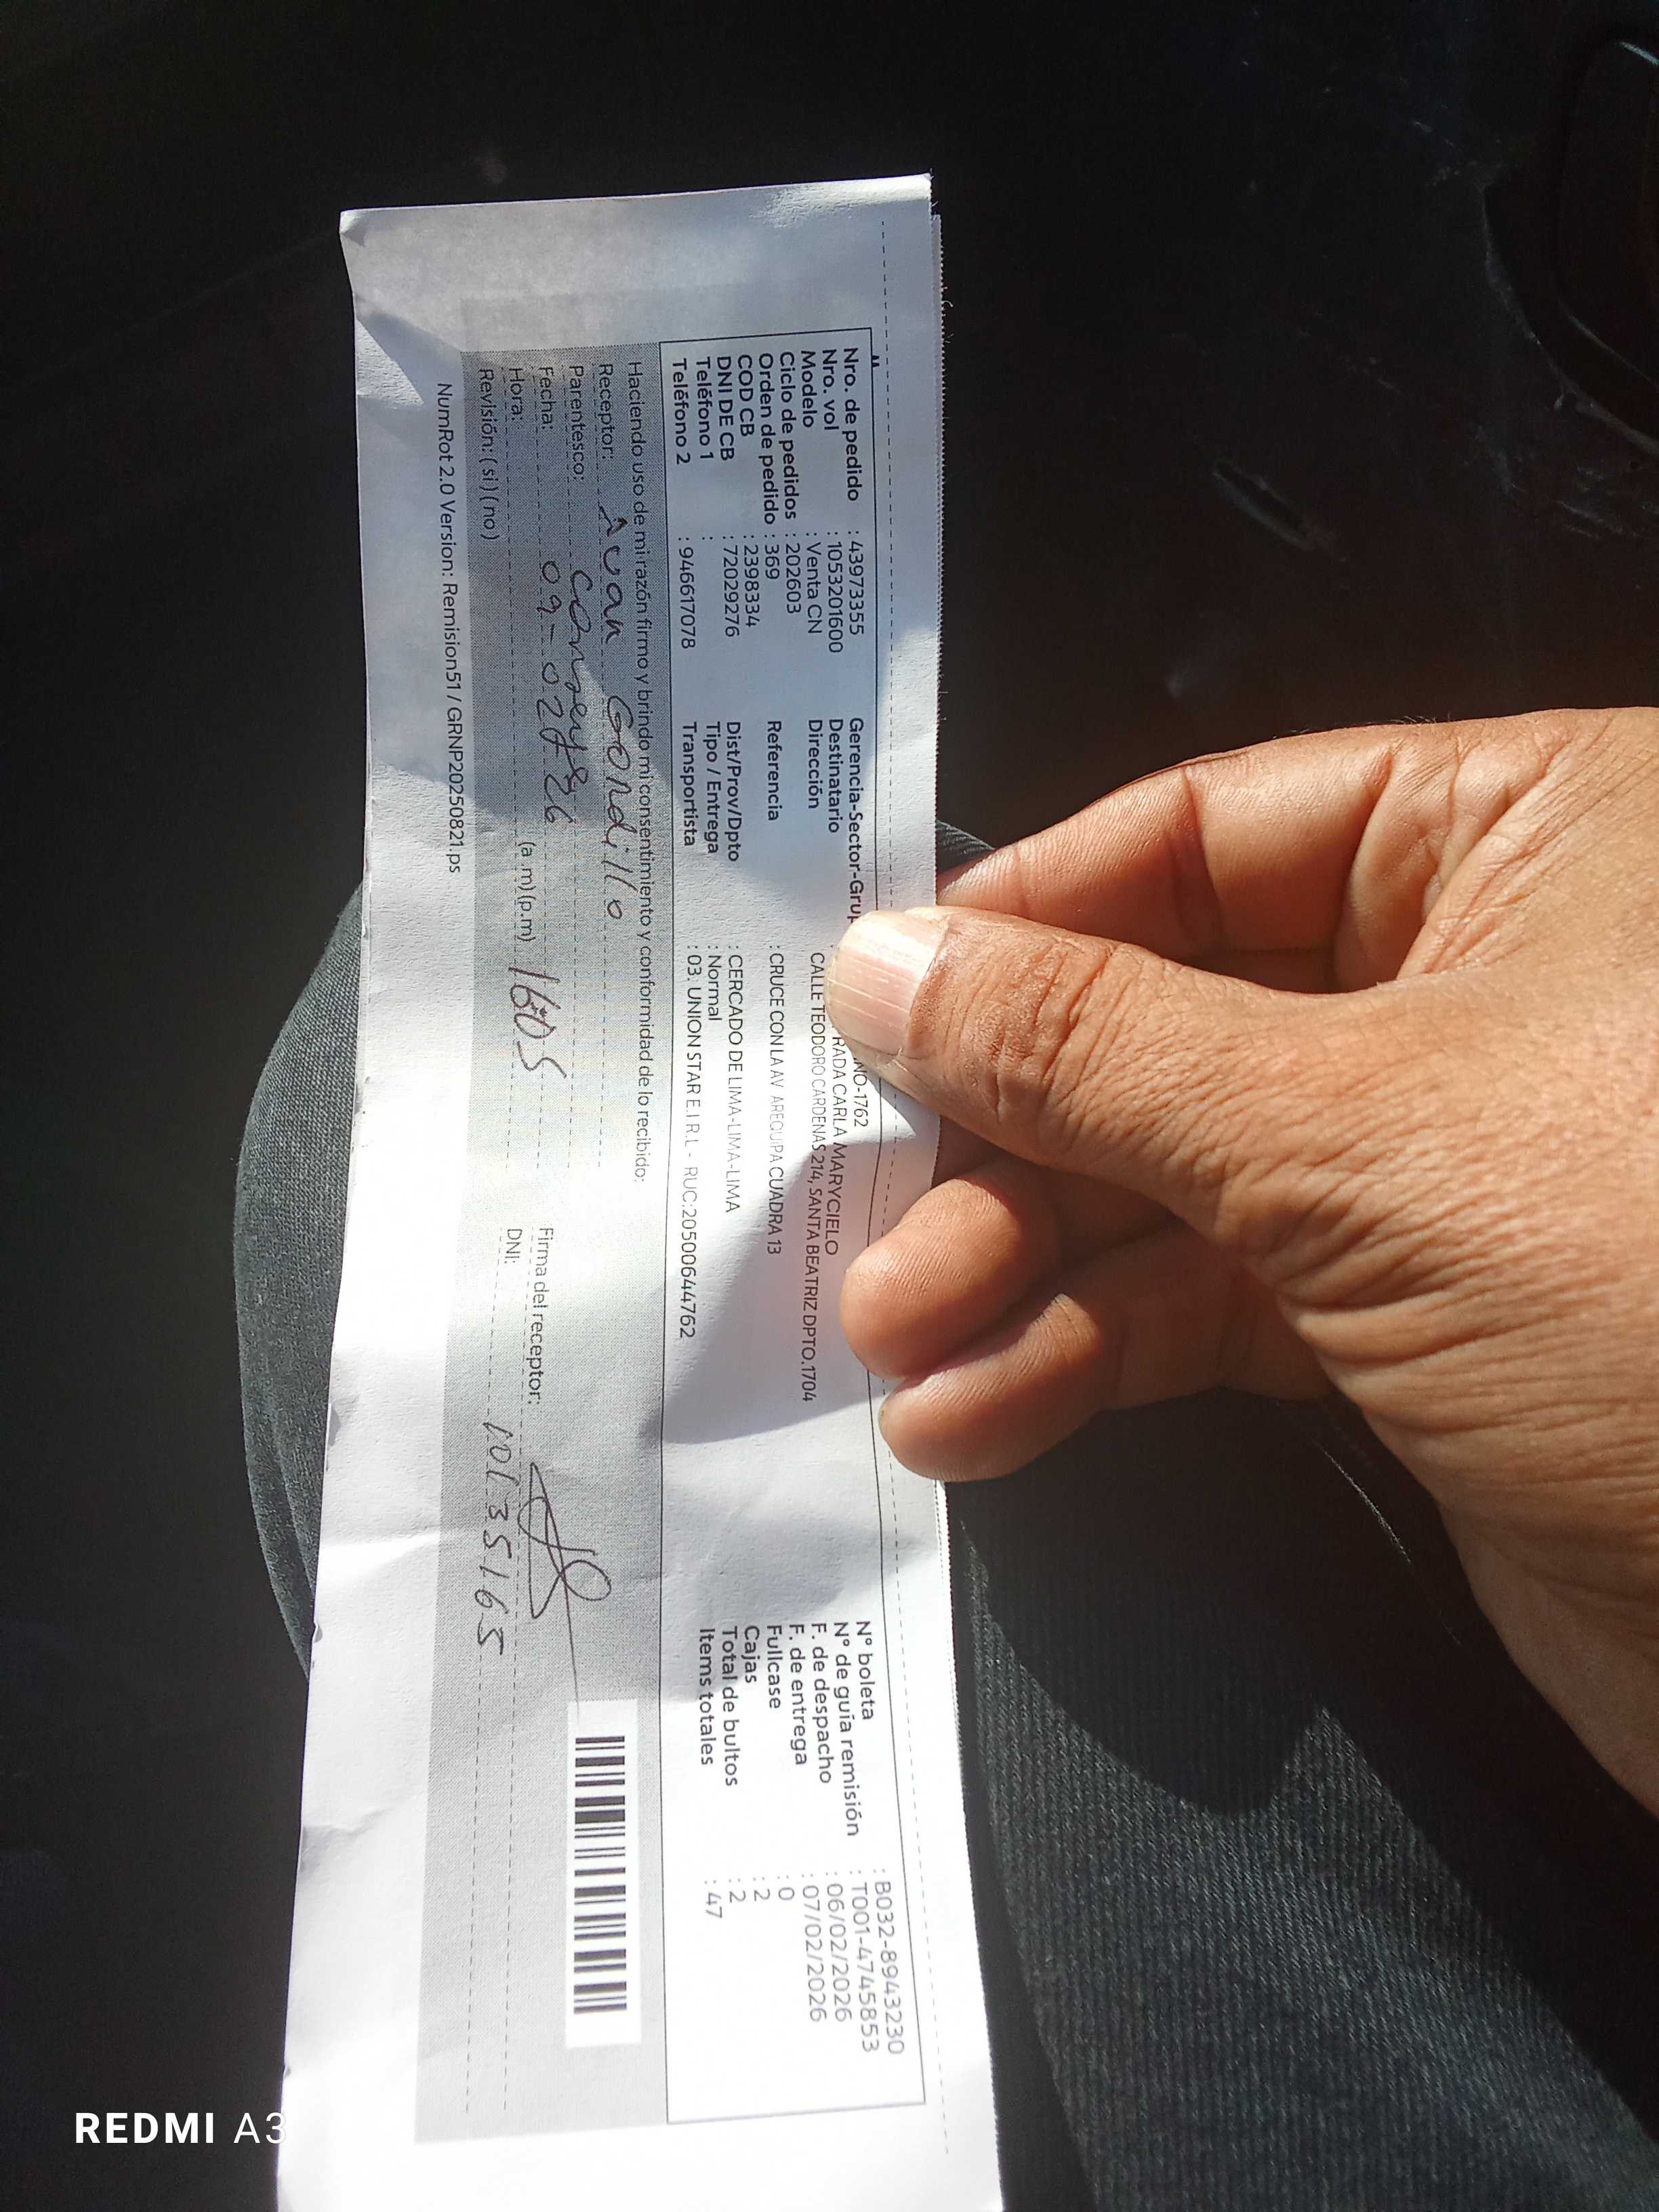 Nro. de pedido : 43973355
Nro. vol : 1053201600
Modelo : Venta CN
Ciclo de pedidos : 202603
Orden de pedido : 369
COD CB : 2398334
DNI DE CB : 72029276
Teléfono 1 :
Teléfono 2 : 946617078
Gerencia-Sector-Grup NO-1762
Destinatario RADA CARLA MARYCIELO
Dirección : CALLE TEODORO CARDENAS 214, SANTA BEATRIZ DPTO.1704
Referencia : CRUCE CON LA AV AREQUIPA CUADRA 13
Dist/Prov/Dpto : CERCADO DE LIMA-LIMA-LIMA
Tipo / Entrega : Normal
Transportista : 03. UNION STAR E.I R.L - RUC:20500644762
N° boleta : B032-8943230
N° de guía remisión : T001-4745853
F. de despacho : 06/02/2026
F. de entrega : 07/02/2026
Fullcase : 0
Cajas : 2
Total de bultos : 2
Items totales : 47
Haciendo uso de mi razón firmo y brindo mi consentimiento y conformidad de lo recibido:
Receptor: Gondillo
Parentesco:
Fecha: 09-02-26
Hora: (a .m)(p.m) 1605
Revisión: ( si ) ( no )
Firma del receptor:
DNI: 10135165
NumRot 2.0 Version: Remision51 / GRNP20250821.ps
REDMI A3